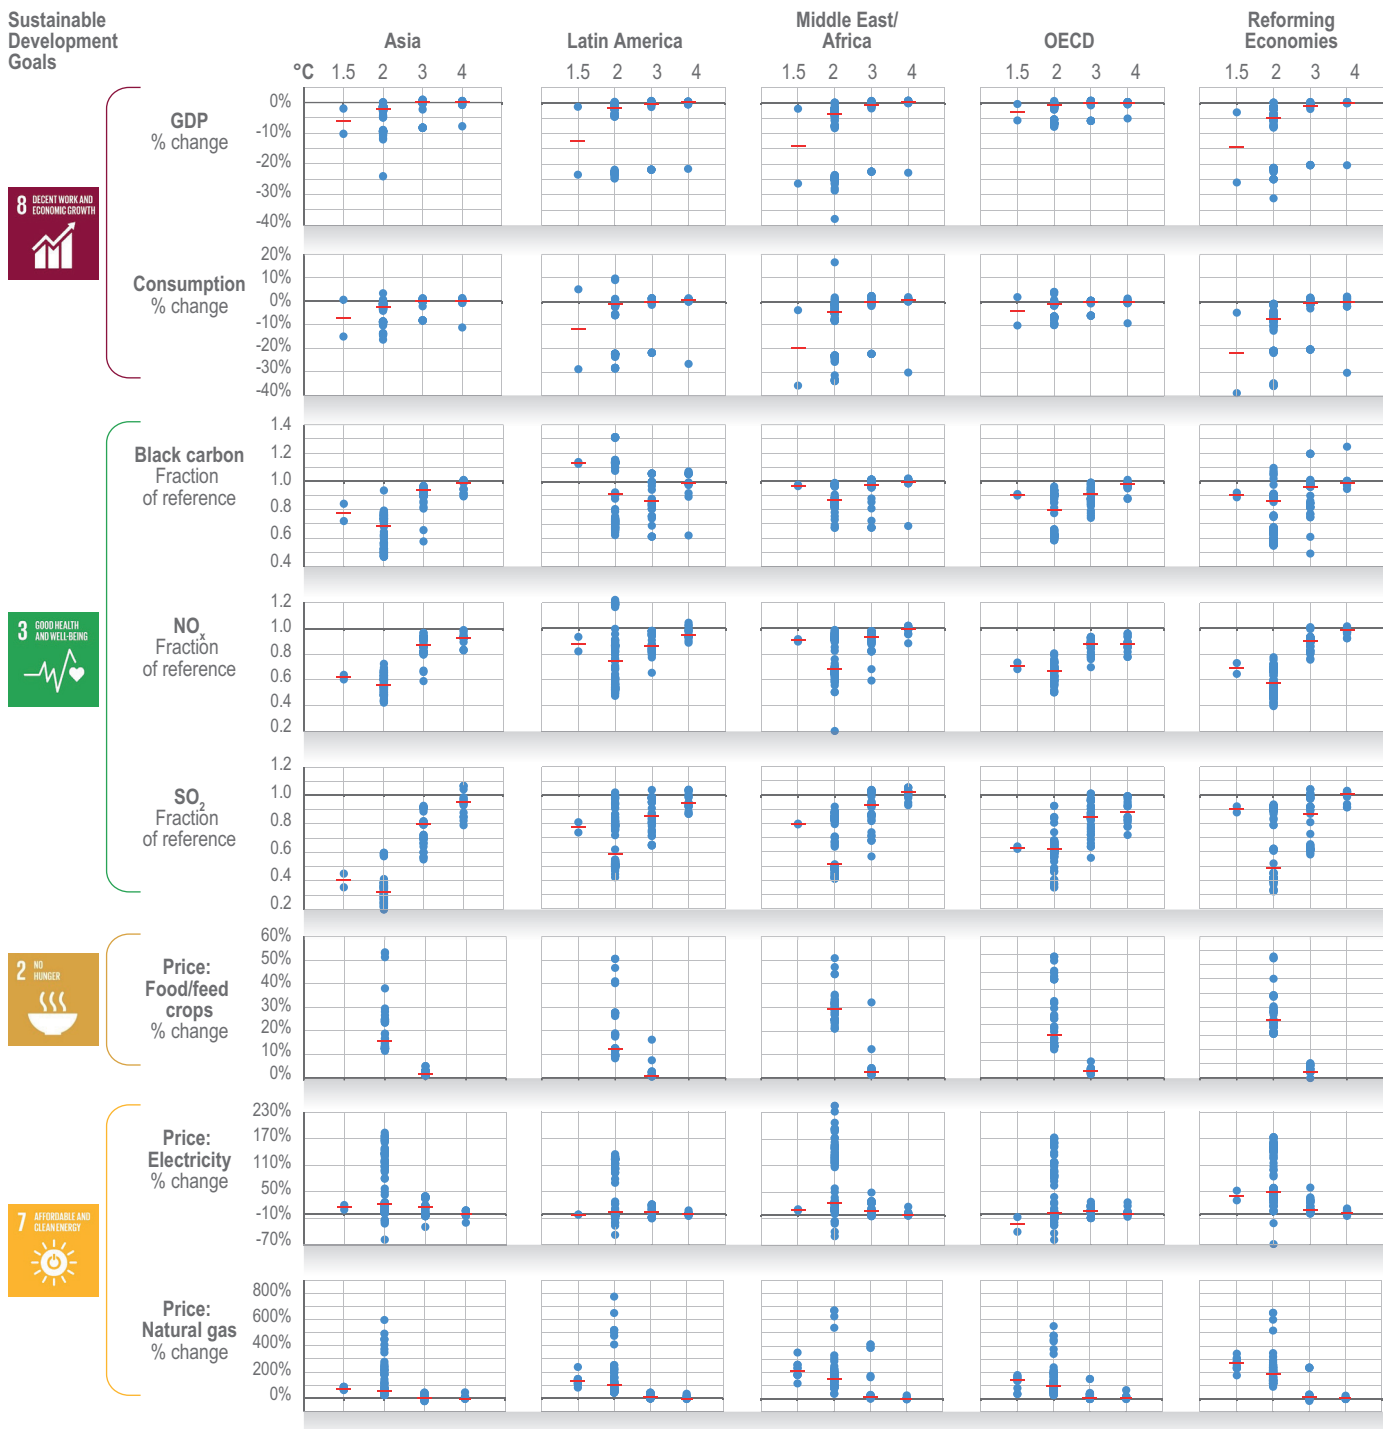 Sustainable
Development
Goals
Asia
Latin America
Middle East/
Africa
OECD
Reforming
Economies
°C 1.5 2 3 4
1.5 2 3 4
1.5 2 3 4
1.5 2 3 4
1.5 2 3 4
8 DECENT WORK AND
ECONOMIC GROWTH
GDP
% change
0%
-10%
-20%
-30%
-40%
Consumption
% change
20%
10%
0%
-10%
-20%
-30%
-40%
3 GOOD HEALTH
AND WELL-BEING
Black carbon
Fraction
of reference
1.4
1.2
1.0
0.8
0.6
0.4
NOx
Fraction
of reference
1.2
1.0
0.8
0.6
0.4
0.2
SO2
Fraction
of reference
1.2
1.0
0.8
0.6
0.4
0.2
2 NO
HUNGER
Price:
Food/feed
crops
% change
60%
50%
40%
30%
20%
10%
0%
7 AFFORDABLE AND
CLEAN ENERGY
Price:
Electricity
% change
230%
170%
110%
50%
-10%
-70%
Price:
Natural gas
% change
800%
600%
400%
200%
0%